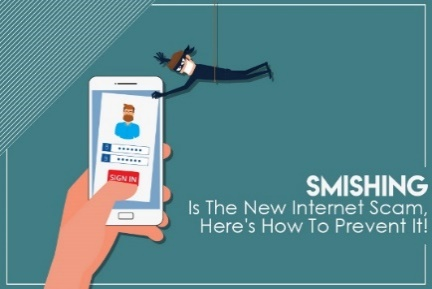 SIGN IN
SMISHING
Is The New Internet Scam,
Here's How To Prevent It!